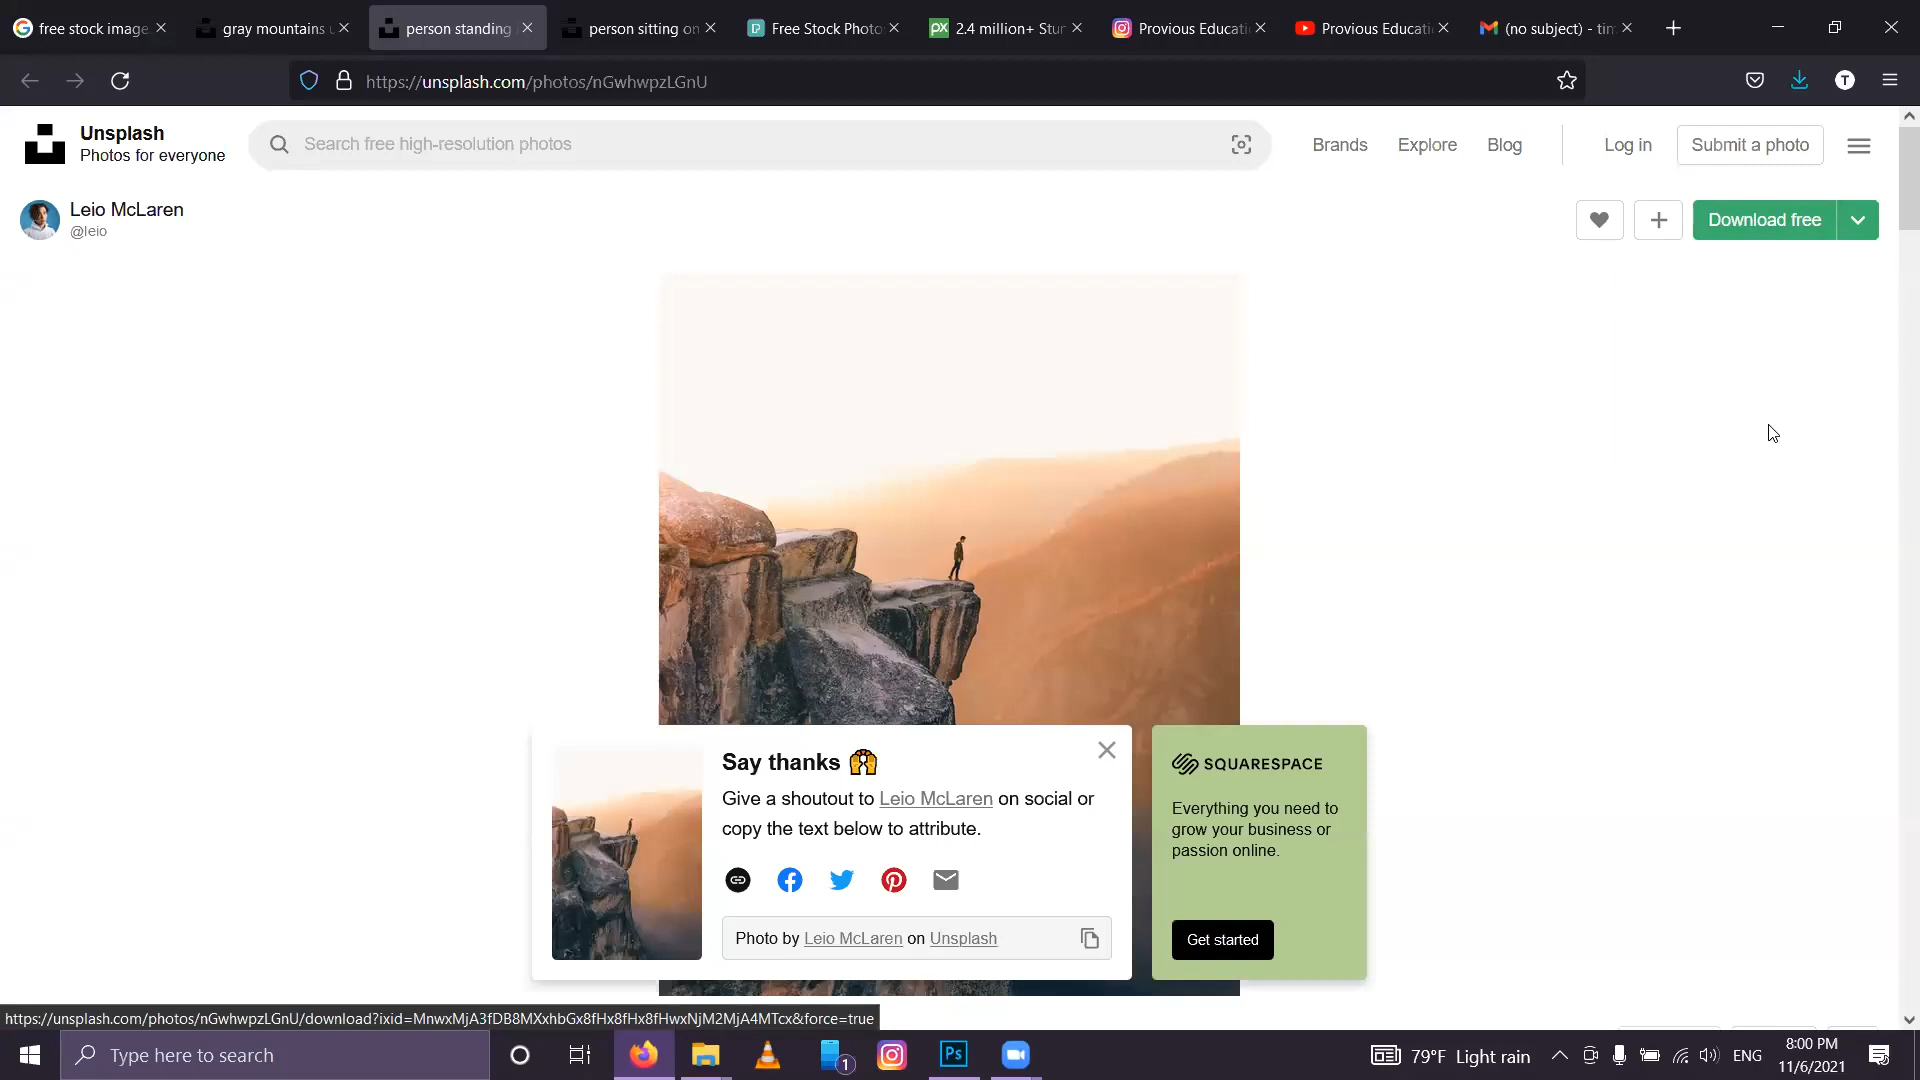 free stock image
gray mountains u
person standing
person sitting on
Free Stock Photo
2.4 million+ Stun
Provious Educati
Provious Educati
(no subject) - tim
https://unsplash.com/photos/nGwhwpzLGnU
T
Unsplash
Photos for everyone
Search free high-resolution photos
Brands
Explore
Blog
Log in
Submit a photo
Leio McLaren
@leio
Download free
Say thanks 🙌
Give a shoutout to Leio McLaren on social or
copy the text below to attribute.
Photo by Leio McLaren on Unsplash
SQUARESPACE
Everything you need to
grow your business or
passion online.
Get started
https://unsplash.com/photos/nGwhwpzLGnU/download?ixid=MnwxMjA3fDB8MXxhbGx8fHx8fHx8fHwxNjM2MjA4MTcx&force=true
Type here to search
1
Ps
79°F Light rain
ENG
8:00 PM
11/6/2021